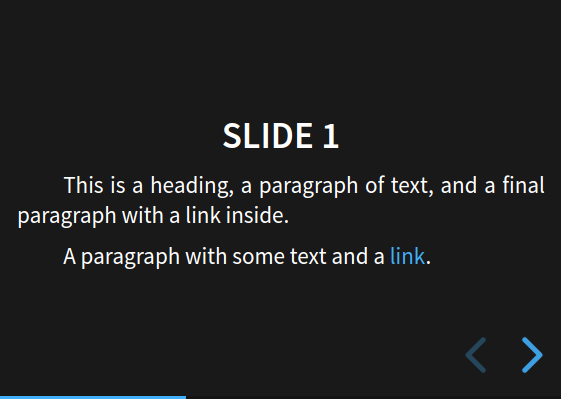 SLIDE 1
This is a heading, a paragraph of text, and a final
paragraph with a link inside.
A paragraph with some text and a link.